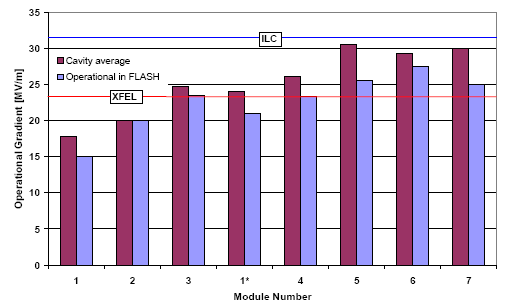 35
ILC
30
Cavity average
Operational in FLASH
25
XFEL
20
15
10
5
0
Operational Gradient [MV/m]
1 2 3 1* 4 5 6 7
Module Number